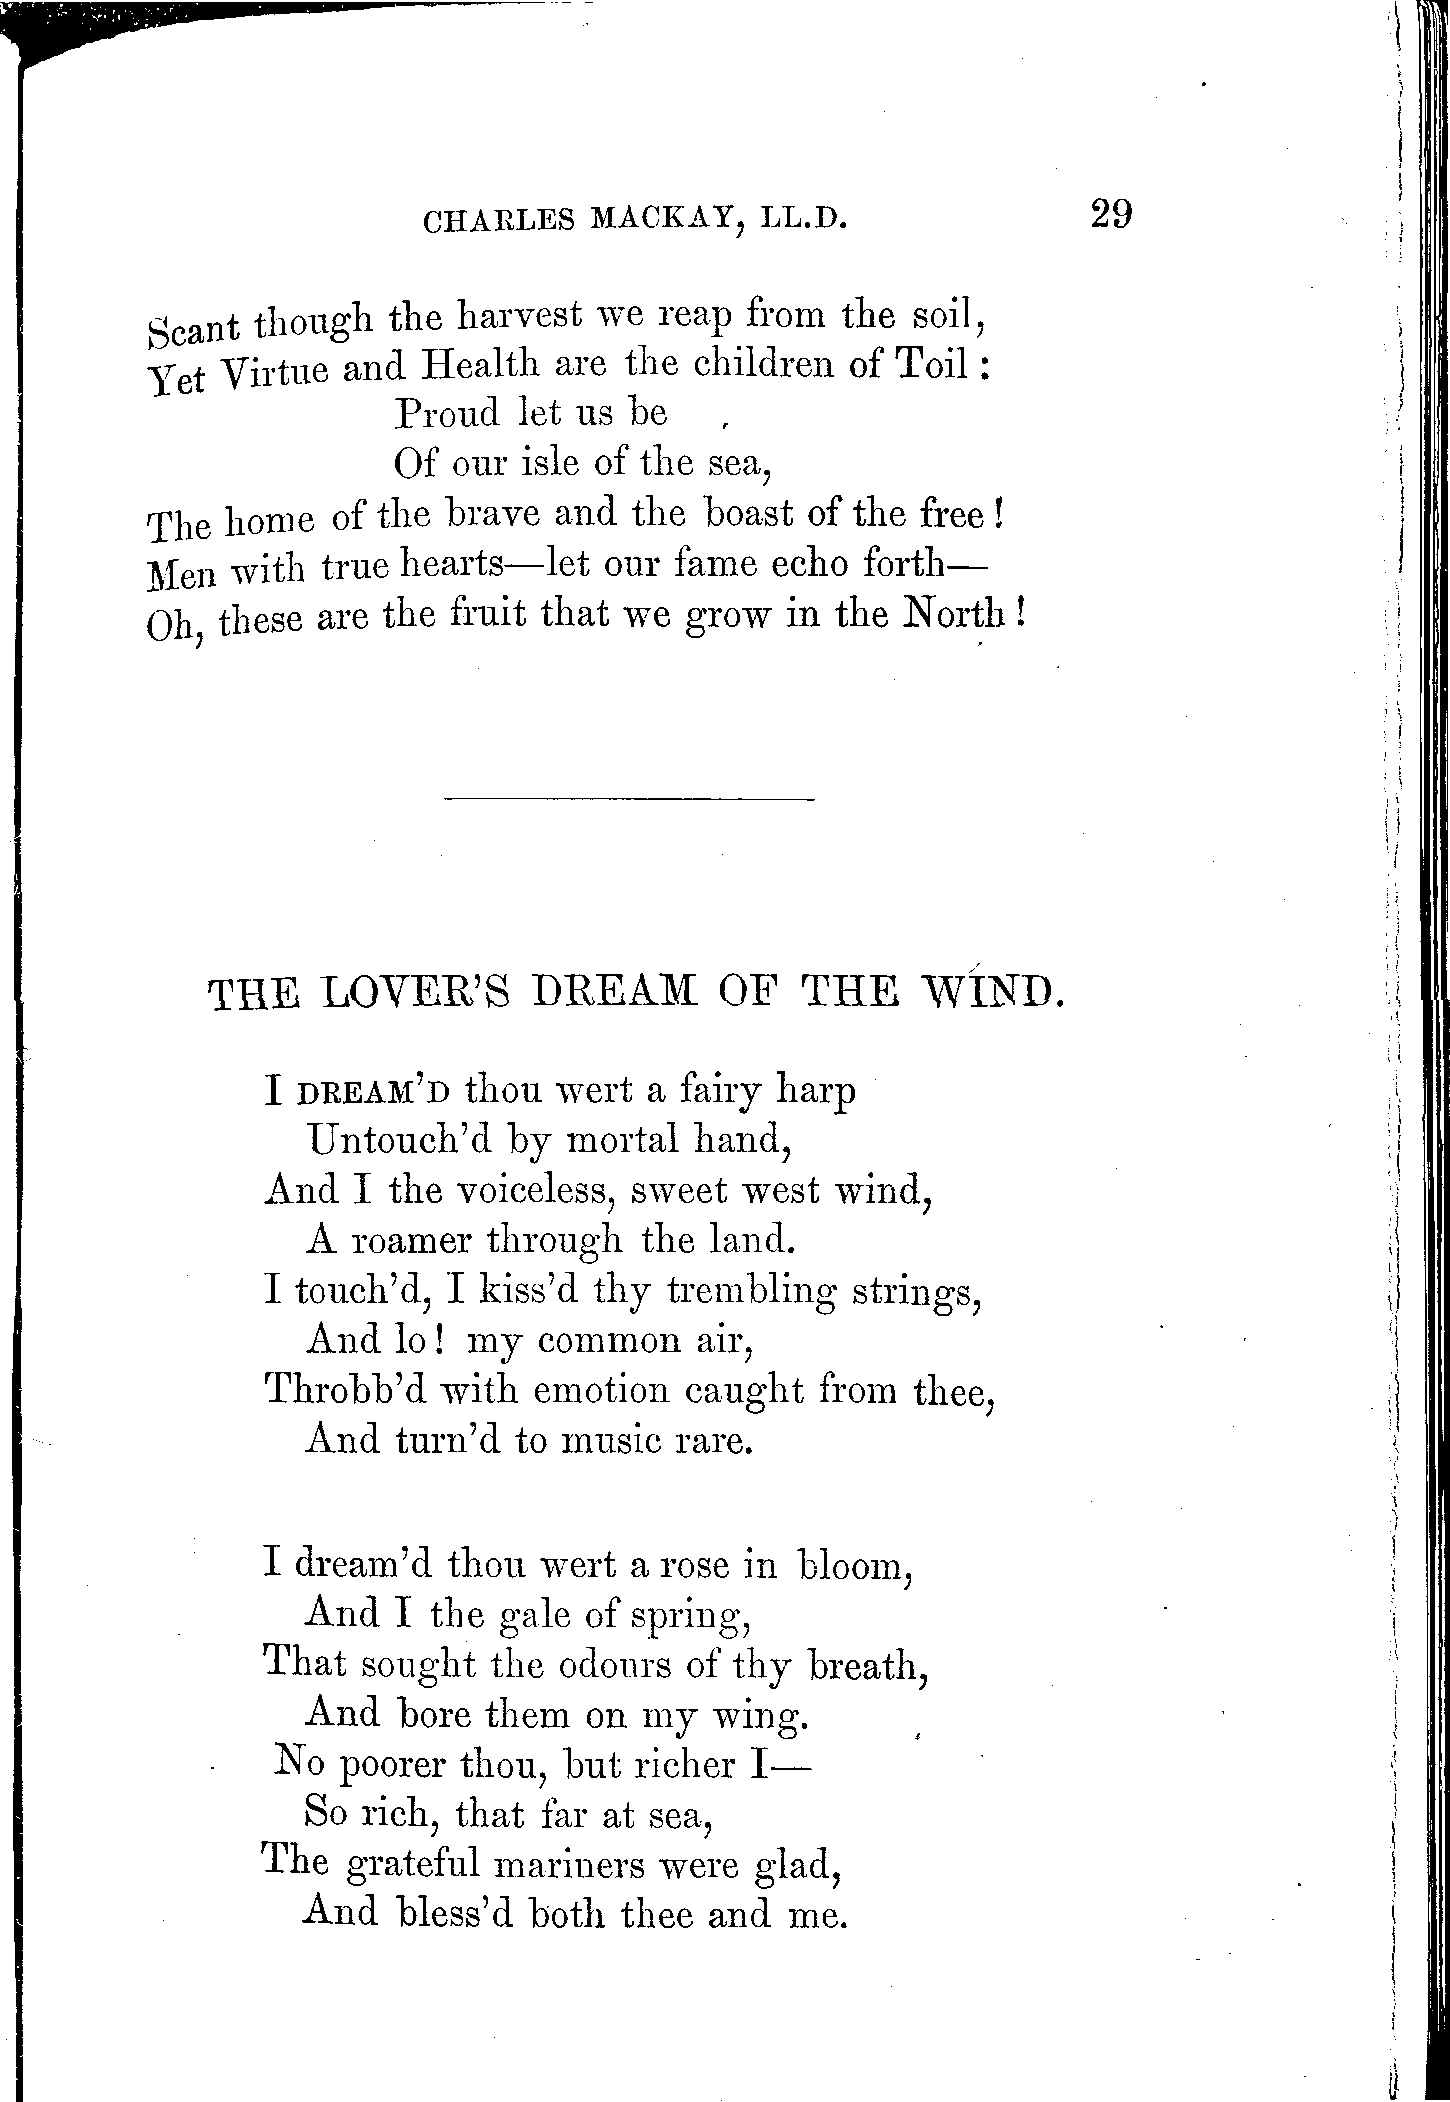 CHARLES MACKAY, LL.D. 29
Scant though the harvest we reap from the soil,
Yet Virtue and Health are the children of Toil :
Proud let us be
Of our isle of the sea,
The home of the brave and the boast of the free !
Men with true hearts—let our fame echo forth—
Oh, these are the fruit that we grow in the North !
THE LOVER'S DREAM OF THE WIND.
I DREAM'D thou wert a fairy harp
Untouch'd by mortal hand,
And I the voiceless, sweet west wind,
A roamer through the land.
I touch'd, I kiss'd thy trembling strings,
And lo ! my common air,
Throbb'd with emotion caught from thee,
And turn'd to music rare.
I dream'd thou wert a rose in bloom,
And I the gale of spring,
That sought the odours of thy breath,
And bore them on my wing.
No poorer thou, but richer I—
So rich, that far at sea,
The grateful mariners were glad,
And bless'd both thee and me.